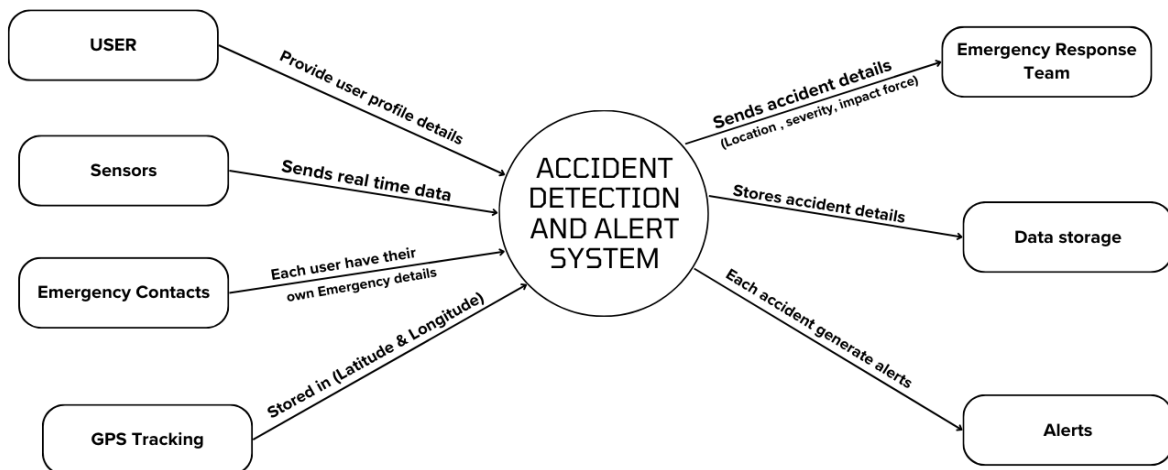 USER
Provide user profile details
Sensors
Sends real time data
Emergency Contacts
Each user have their
own Emergency details
GPS Tracking
Stored in (Latitude & Longitude)
ACCIDENT
DETECTION
AND ALERT
SYSTEM
Sends accident details
(Location , severity, impact force)
Emergency Response
Team
Stores accident details
Data storage
Each accident generate alerts
Alerts